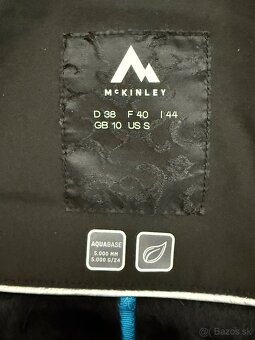 McKINLEY
D 38 F 40 I 44
GB 10 US S
AQUABASE
5.000 MM
5.000 G/24
Bazos.sk